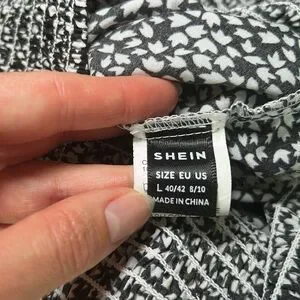 SHEIN
SIZE EU US
L 40/42 8/10
MADE IN CHINA